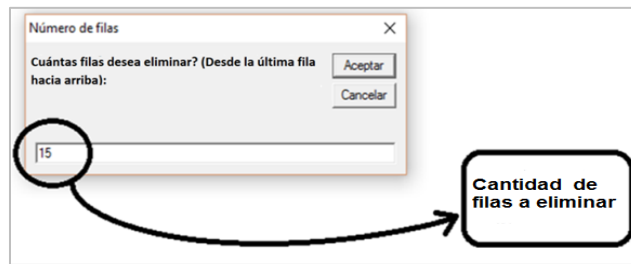 Número de filas
Cuántas filas desea eliminar? (Desde la última fila
hacia arriba):
Aceptar
Cancelar
15
Cantidad de
filas a eliminar